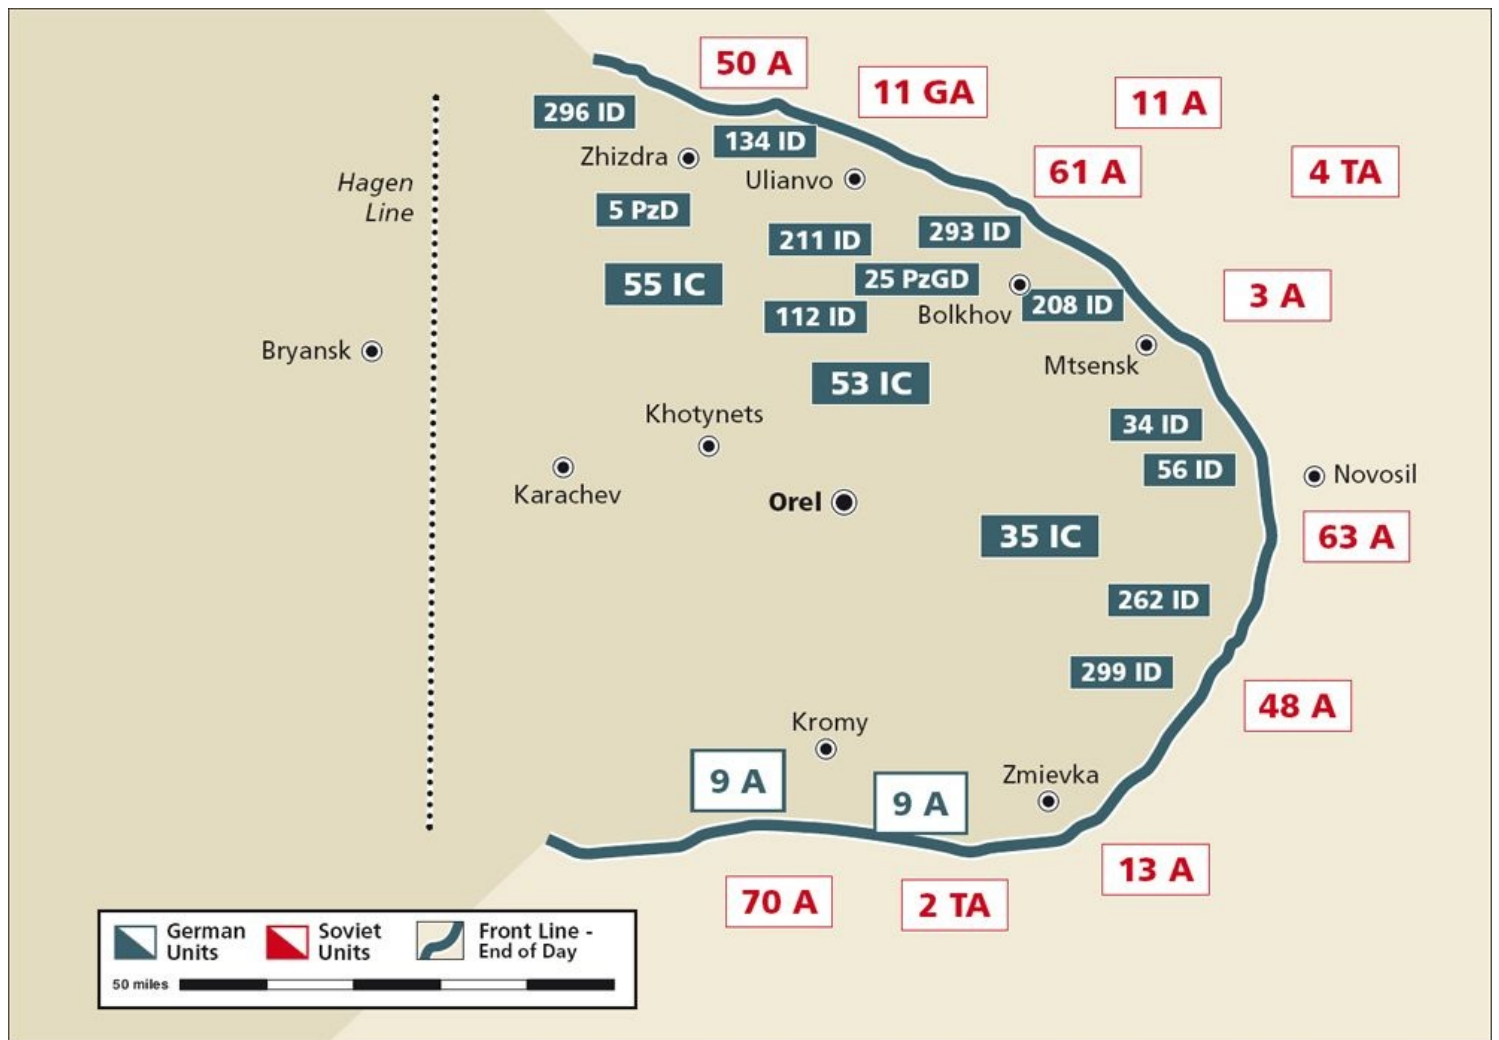 50 A
11 GA
11 A
296 ID
134 ID
Zhizdra
61 A
4 TA
Ulianvo
Hagen
Line
5 PzD
293 ID
211 ID
25 PzGD
55 IC
3 A
208 ID
Bolkhov
112 ID
Bryansk
Mtsensk
53 IC
Khotynets
34 ID
56 ID
Novosil
Karachev
Orel
35 IC
63 A
262 ID
299 ID
48 A
Kromy
9 A
Zmievka
9 A
13 A
70 A
2 TA
German
Units
Soviet
Units
Front Line -
End of Day
50 miles